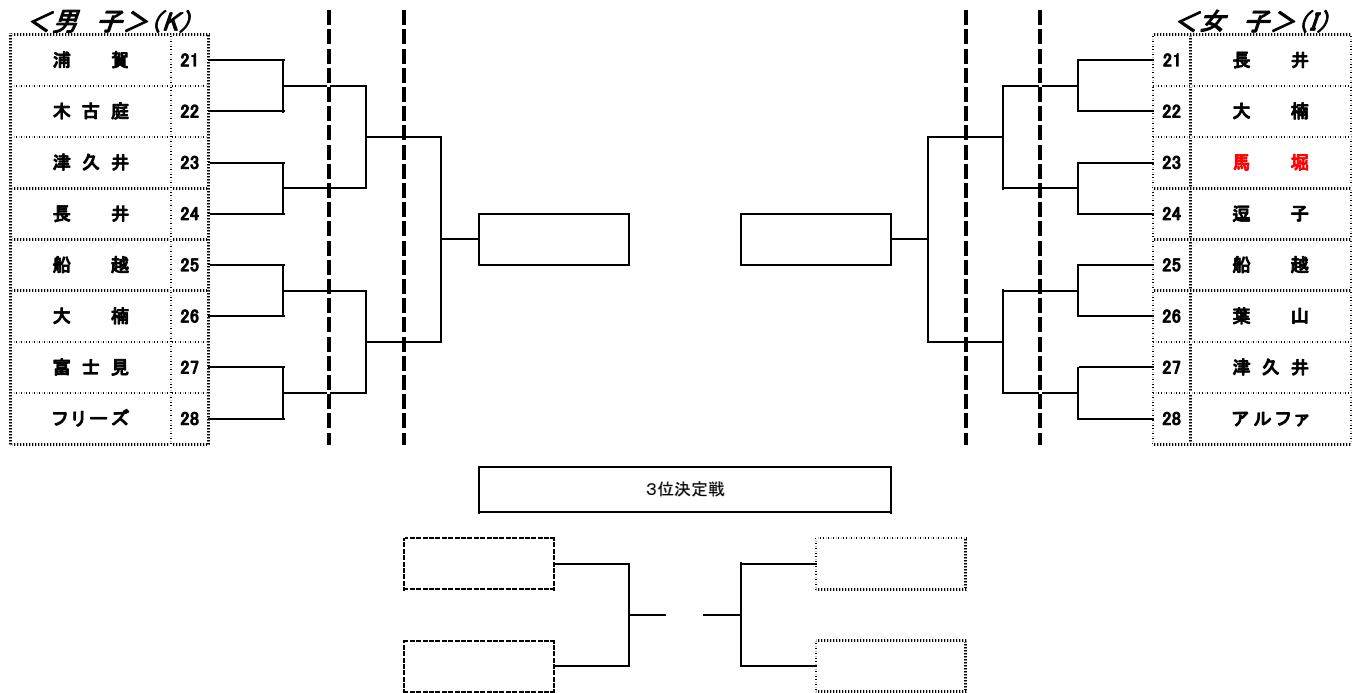 ＜男 子＞(K)
＜女 子＞(I)
浦 賀 21
木 古 庭 22
津 久 井 23
長 井 24
船 越 25
大 楠 26
富 士 見 27
フリーズ 28
21 長 井
22 大 楠
23 馬 堀
24 逗 子
25 船 越
26 葉 山
27 津 久 井
28 アルファ
３位決定戦